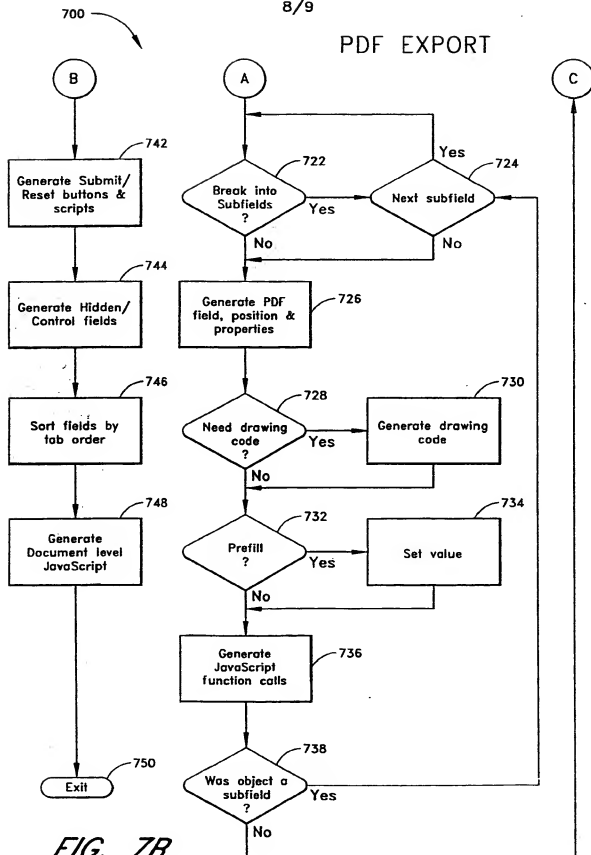 8/9
700
PDF EXPORT
B
A
C
742
Generate Submit/
Reset buttons &
scripts
744
Generate Hidden/
Control fields
746
Sort fields by
tab order
748
Generate
Document level
JavaScript
750
Exit
722
Break into
Subfields
?
Yes
No
Yes
724
Next subfield
No
Generate PDF
field, position &
properties
726
728
Need drawing
code
?
Yes
No
730
Generate drawing
code
732
Prefill
?
Yes
No
734
Set value
Generate
JavaScript
function calls
736
738
Was object a
subfield
?
Yes
No
FIG. 7B